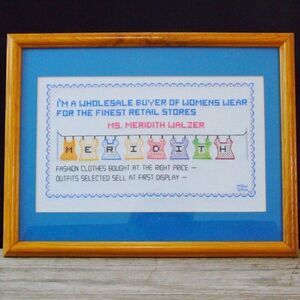 I'M A WHOLESALE BUYER OF WOMENS WEAR
FOR THE FINEST RETAIL STORES
MS. MERIDITH WALZER
MERIDITH
FASHION CLOTHES BOUGHT AT THE RIGHT PRICE —
OUTFITS SELECTED SELL AT FIRST DISPLAY —